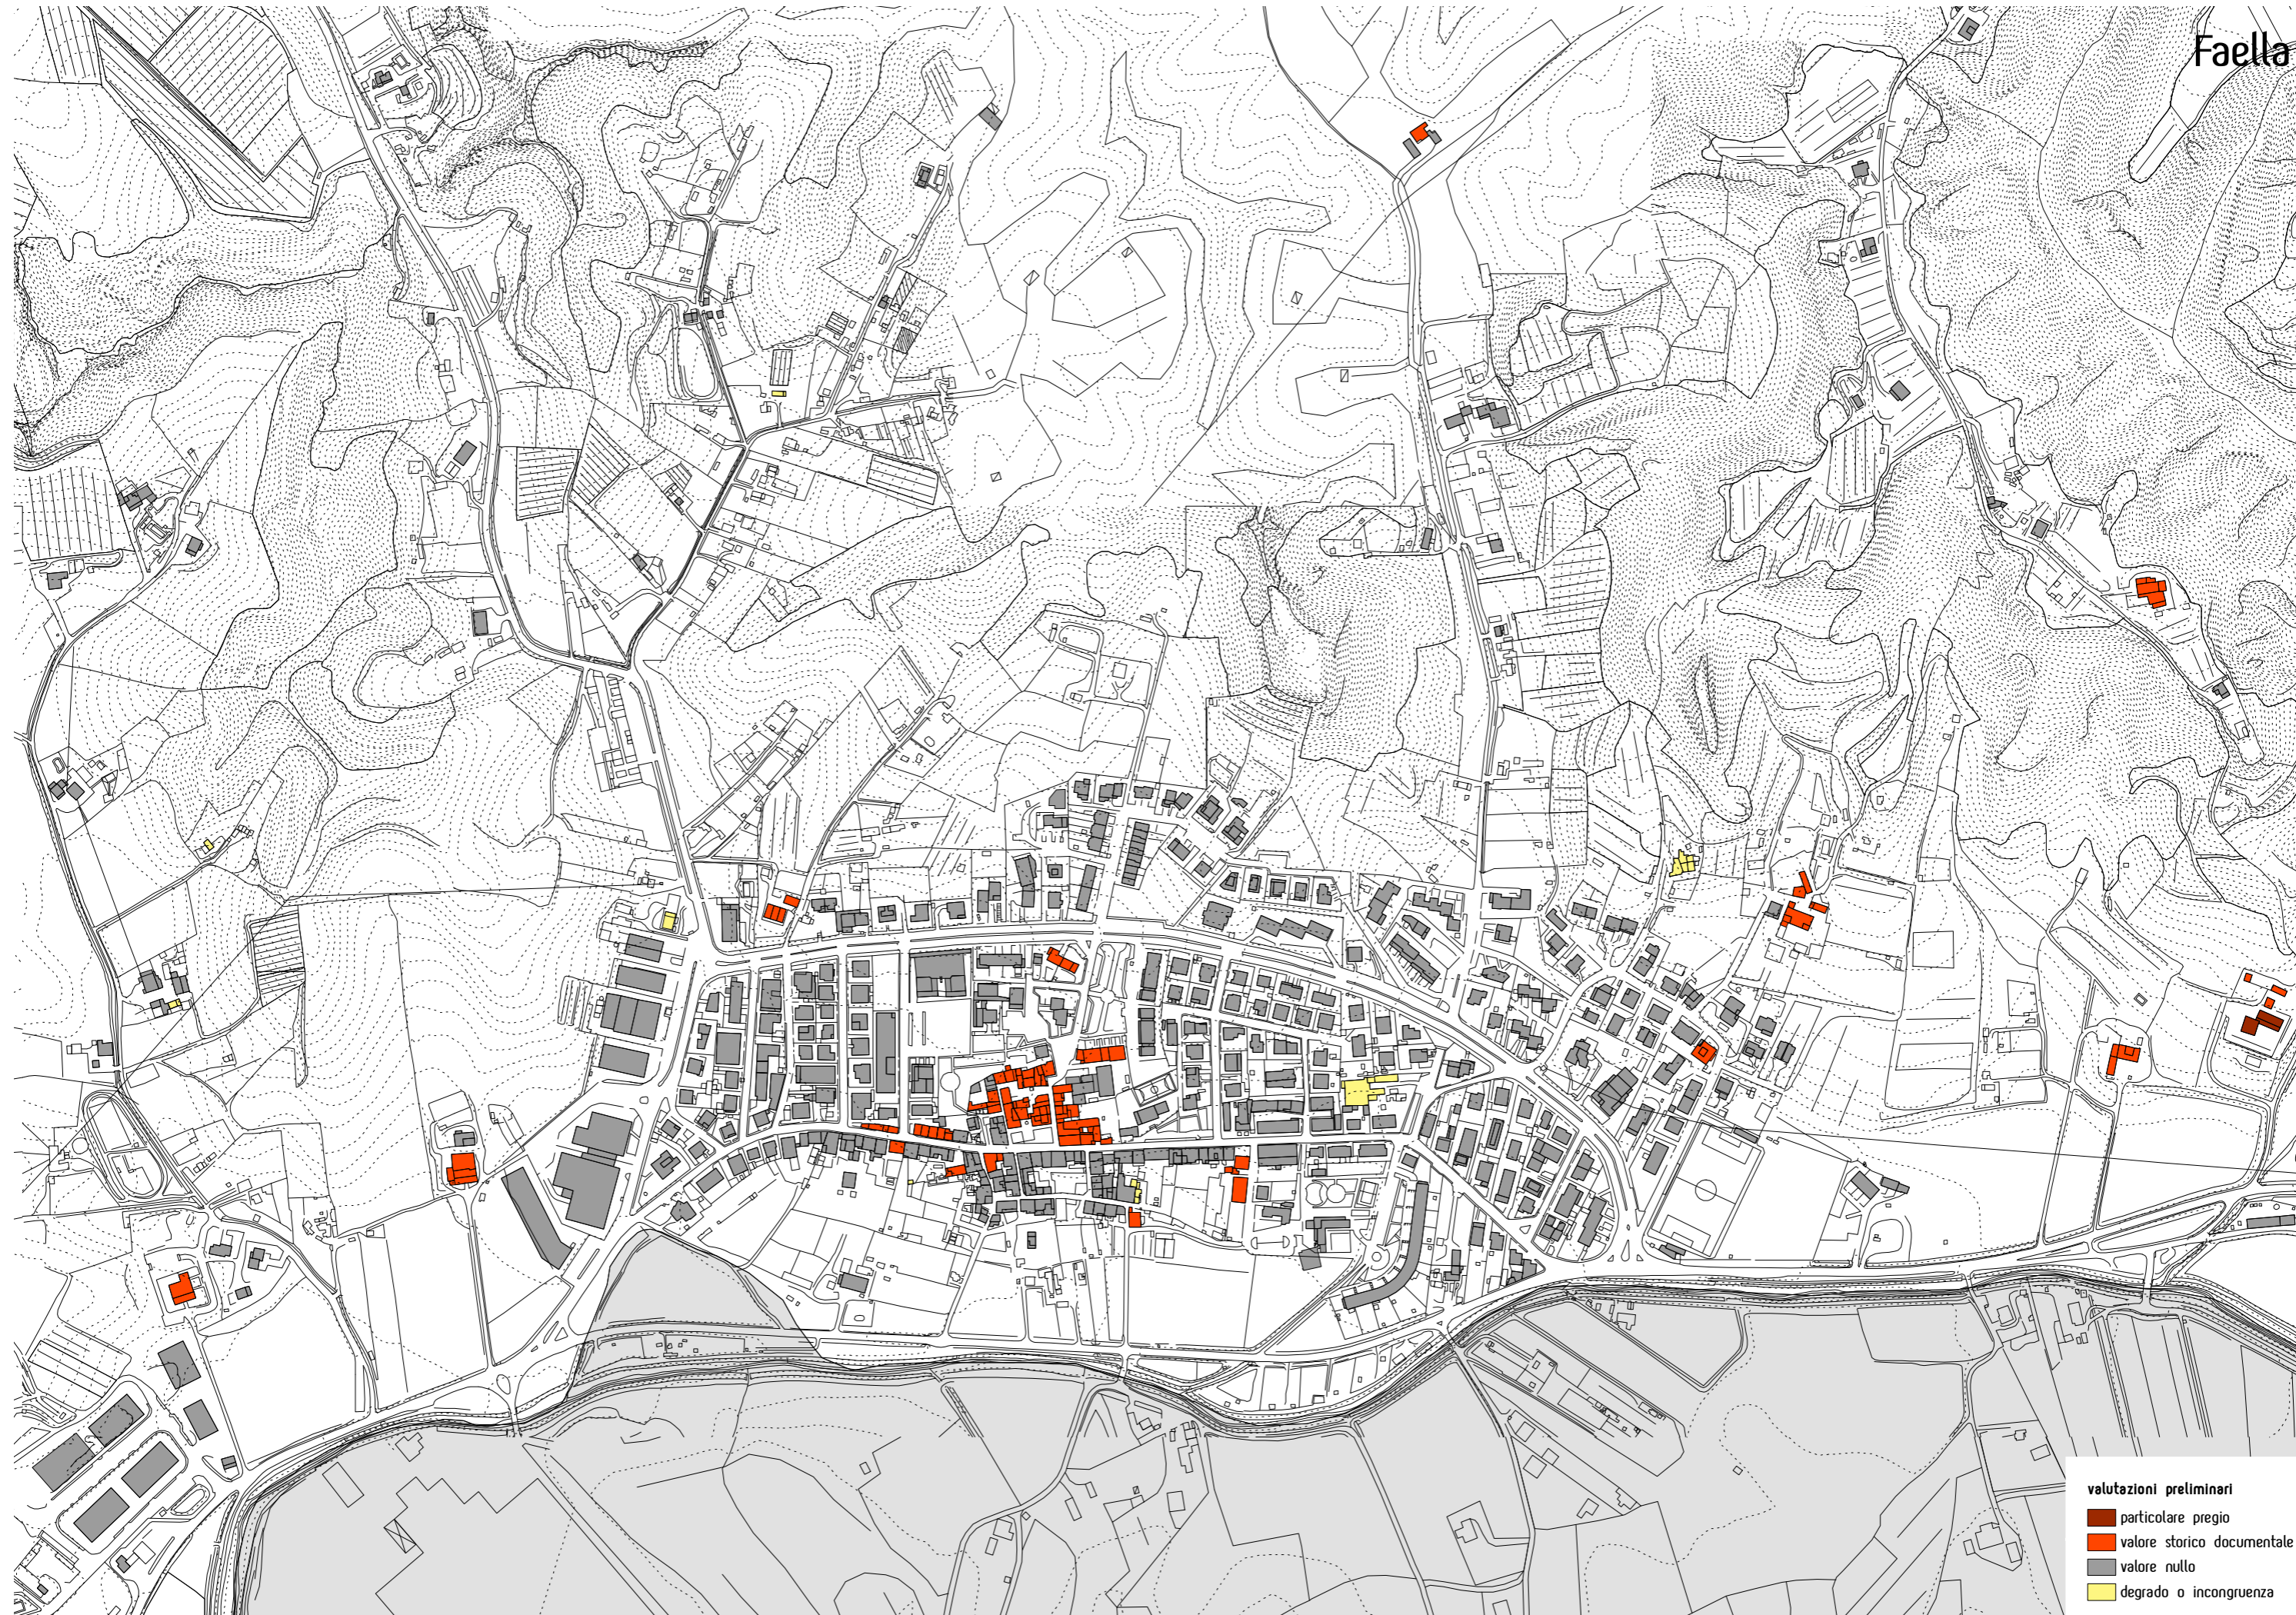 Faella
valutazioni preliminari
particolare pregio
valore storico documentale
valore nullo
degrado o incongruenza